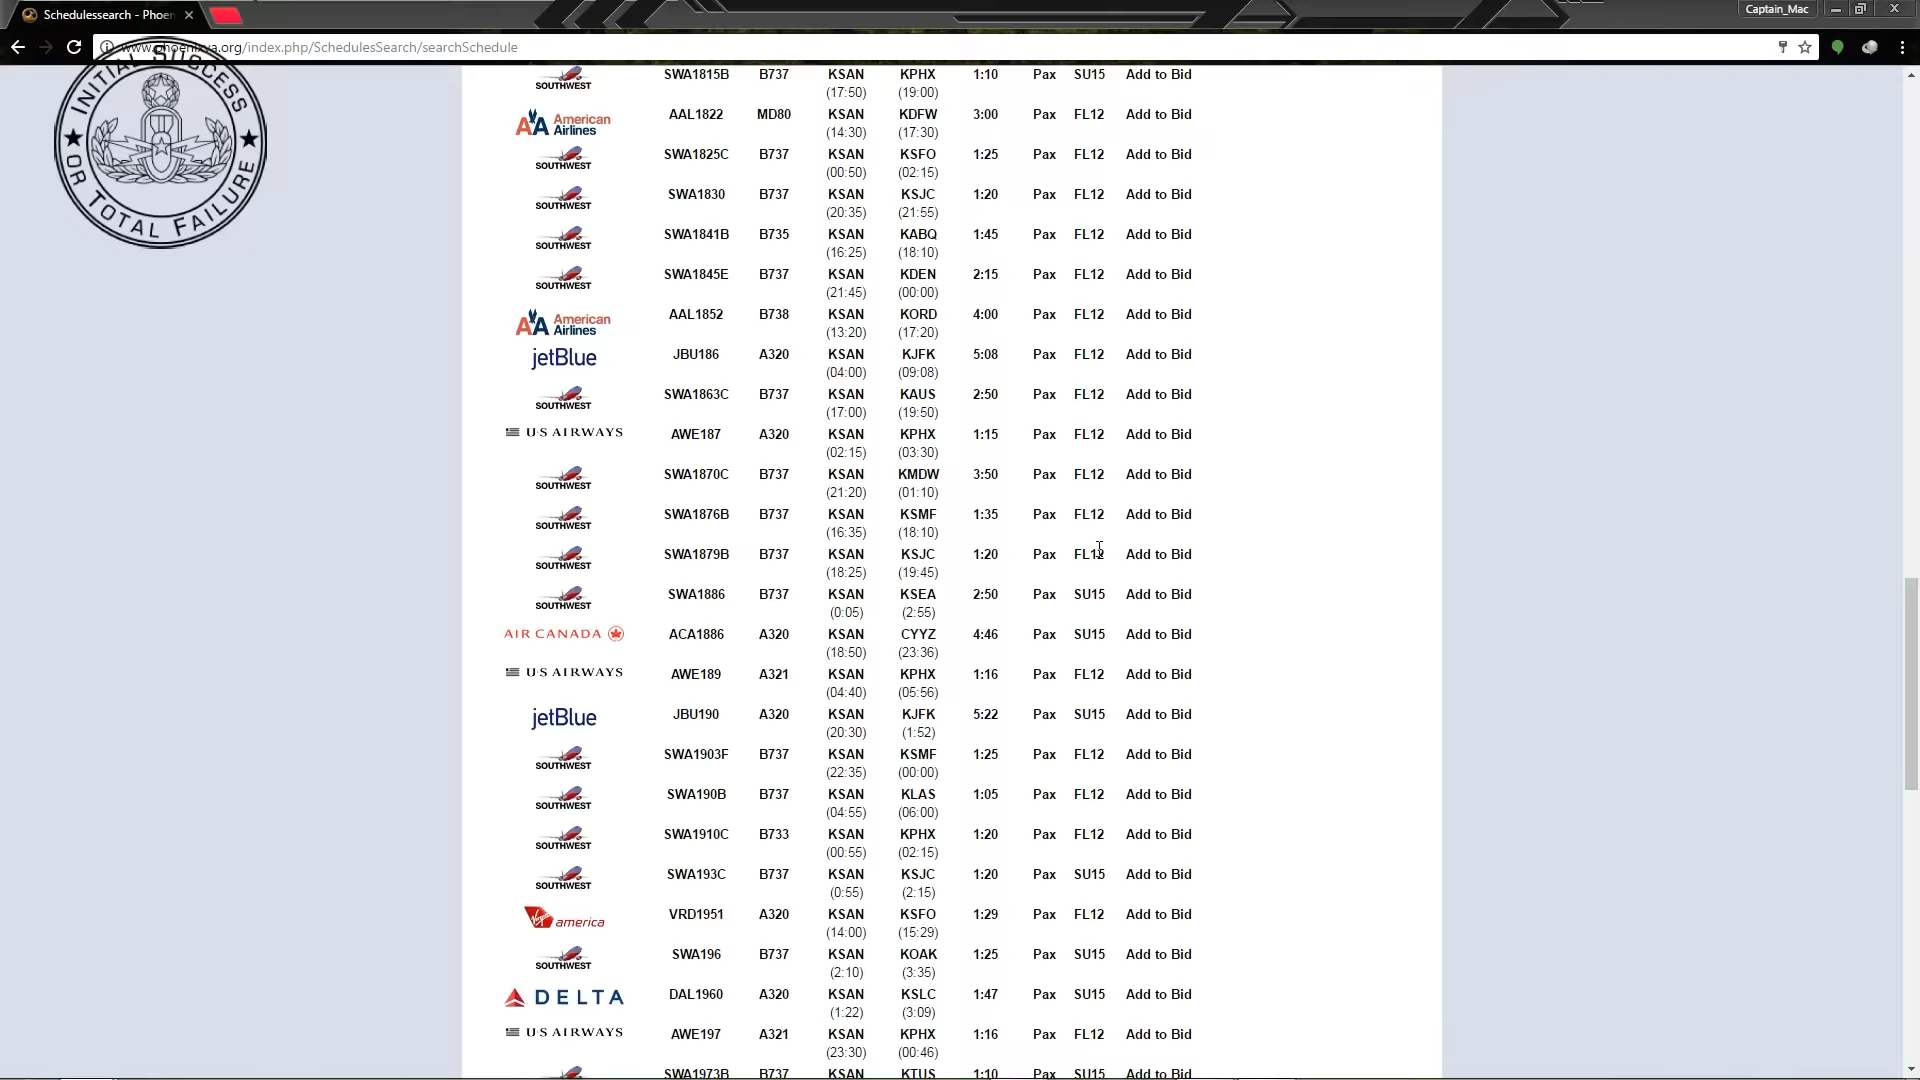 Schedulessearch - Phoen
Captain_Mac
www.phoenixva.org/index.php/SchedulesSearch/searchSchedule
INITIAL SUCCESS
OR TOTAL FAILURE
SOUTHWEST SWA1815B B737 KSAN KPHX 1:10 Pax SU15 Add to Bid
(17:50) (19:00)
American Airlines AAL1822 MD80 KSAN KDFW 3:00 Pax FL12 Add to Bid
(14:30) (17:30)
SOUTHWEST SWA1825C B737 KSAN KSFO 1:25 Pax FL12 Add to Bid
(00:50) (02:15)
SOUTHWEST SWA1830 B737 KSAN KSJC 1:20 Pax FL12 Add to Bid
(20:35) (21:55)
SOUTHWEST SWA1841B B735 KSAN KABQ 1:45 Pax FL12 Add to Bid
(16:25) (18:10)
SOUTHWEST SWA1845E B737 KSAN KDEN 2:15 Pax FL12 Add to Bid
(21:45) (00:00)
American Airlines AAL1852 B738 KSAN KORD 4:00 Pax FL12 Add to Bid
(13:20) (17:20)
jetBlue JBU186 A320 KSAN KJFK 5:08 Pax FL12 Add to Bid
(04:00) (09:08)
SOUTHWEST SWA1863C B737 KSAN KAUS 2:50 Pax FL12 Add to Bid
(17:00) (19:50)
U·S AIRWAYS AWE187 A320 KSAN KPHX 1:15 Pax FL12 Add to Bid
(02:15) (03:30)
SOUTHWEST SWA1870C B737 KSAN KMDW 3:50 Pax FL12 Add to Bid
(21:20) (01:10)
SOUTHWEST SWA1876B B737 KSAN KSMF 1:35 Pax FL12 Add to Bid
(16:35) (18:10)
SOUTHWEST SWA1879B B737 KSAN KSJC 1:20 Pax FL12 Add to Bid
(18:25) (19:45)
SOUTHWEST SWA1886 B737 KSAN KSEA 2:50 Pax SU15 Add to Bid
(0:05) (2:55)
AIR CANADA ACA1886 A320 KSAN CYYZ 4:46 Pax SU15 Add to Bid
(18:50) (23:36)
U·S AIRWAYS AWE189 A321 KSAN KPHX 1:16 Pax FL12 Add to Bid
(04:40) (05:56)
jetBlue JBU190 A320 KSAN KJFK 5:22 Pax SU15 Add to Bid
(20:30) (1:52)
SOUTHWEST SWA1903F B737 KSAN KSMF 1:25 Pax FL12 Add to Bid
(22:35) (00:00)
SOUTHWEST SWA190B B737 KSAN KLAS 1:05 Pax FL12 Add to Bid
(04:55) (06:00)
SOUTHWEST SWA1910C B733 KSAN KPHX 1:20 Pax FL12 Add to Bid
(00:55) (02:15)
SOUTHWEST SWA193C B737 KSAN KSJC 1:20 Pax SU15 Add to Bid
(0:55) (2:15)
Virgin america VRD1951 A320 KSAN KSFO 1:29 Pax FL12 Add to Bid
(14:00) (15:29)
SOUTHWEST SWA196 B737 KSAN KOAK 1:25 Pax SU15 Add to Bid
(2:10) (3:35)
DELTA DAL1960 A320 KSAN KSLC 1:47 Pax SU15 Add to Bid
(1:22) (3:09)
U·S AIRWAYS AWE197 A321 KSAN KPHX 1:16 Pax FL12 Add to Bid
(23:30) (00:46)
SWA1973B B737 KSAN KTUS 1:10 Pax SU15 Add to Bid